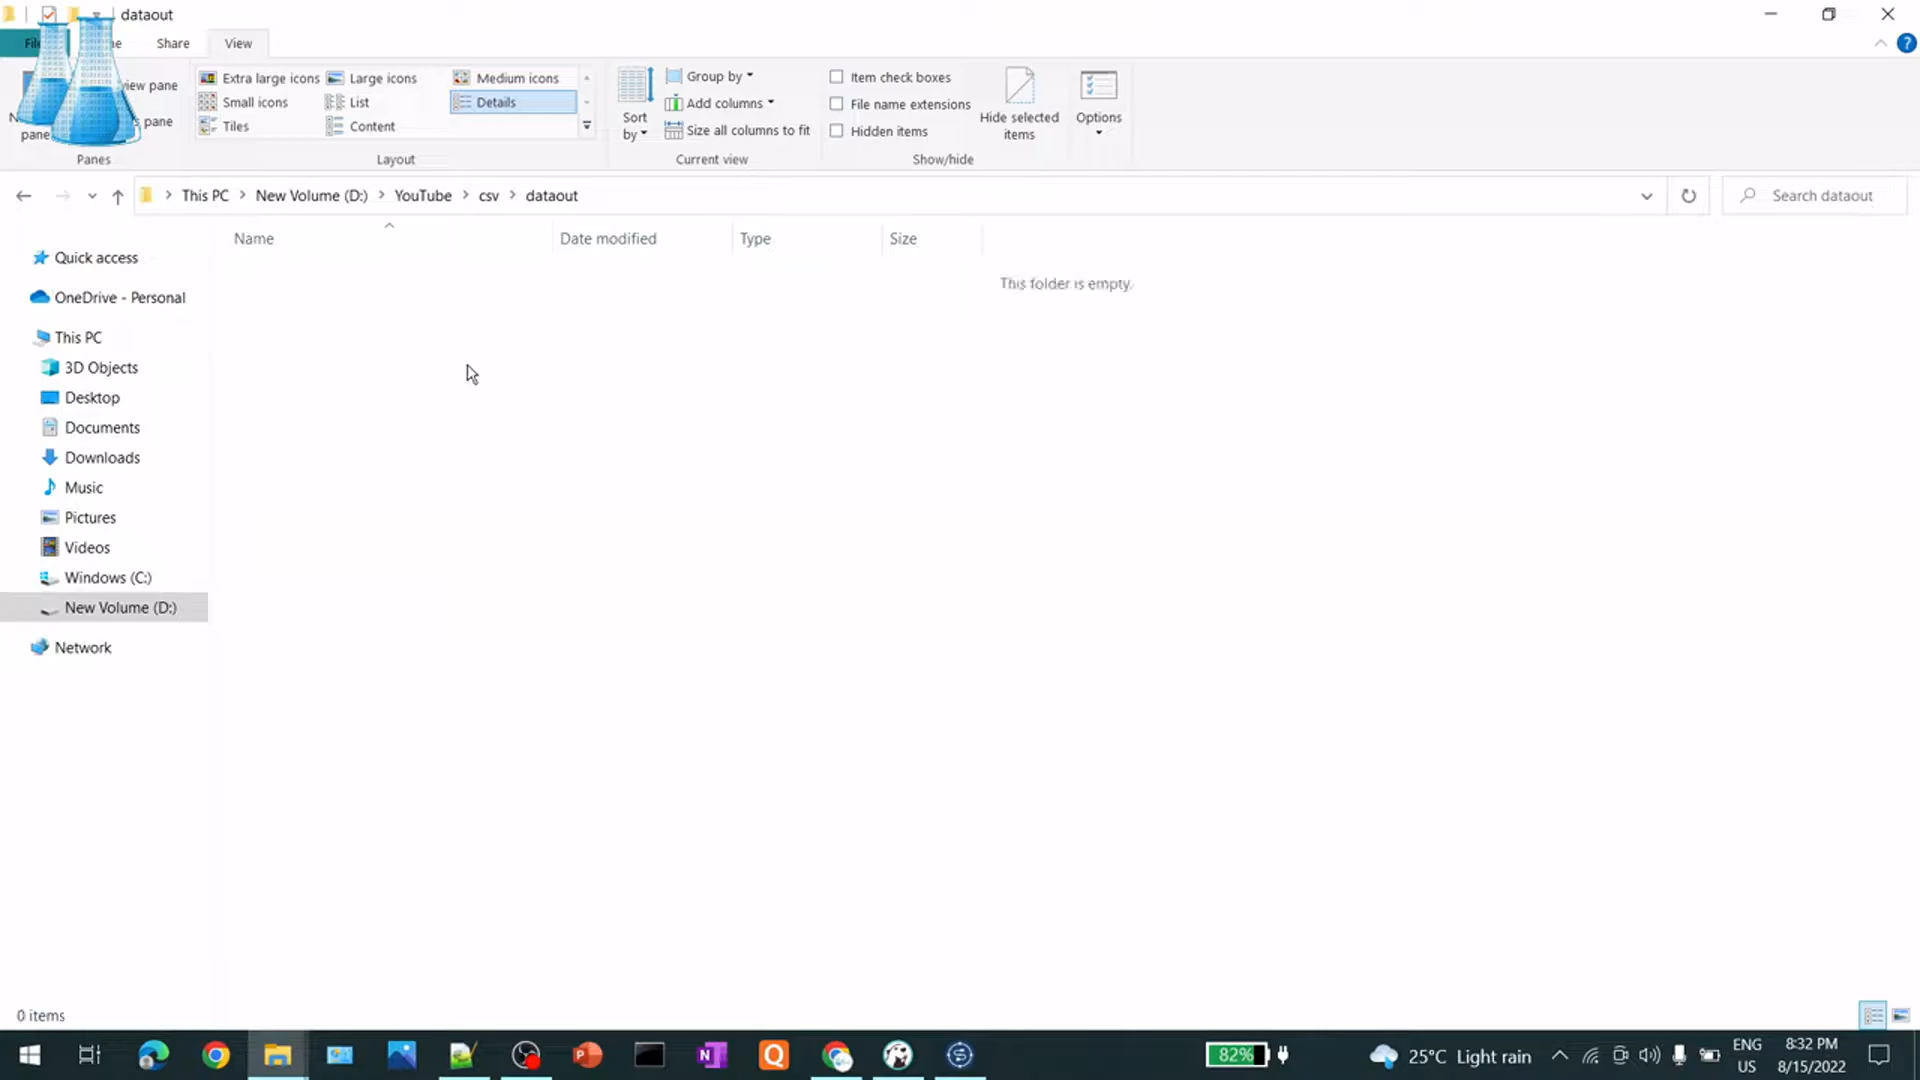 dataout
Share
View
Extra large icons
Large icons
Medium icons
Small icons
List
Details
Tiles
Content
Layout
Panes
Sort by
Group by
Add columns
Size all columns to fit
Current view
Item check boxes
File name extensions
Hidden items
Show/hide
Hide selected items
Options
This PC
New Volume (D:)
YouTube
csv
dataout
Search dataout
Name
Date modified
Type
Size
This folder is empty.
Quick access
OneDrive - Personal
This PC
3D Objects
Desktop
Documents
Downloads
Music
Pictures
Videos
Windows (C:)
New Volume (D:)
Network
0 items
82%
25°C Light rain
ENG
US
8:32 PM
8/15/2022